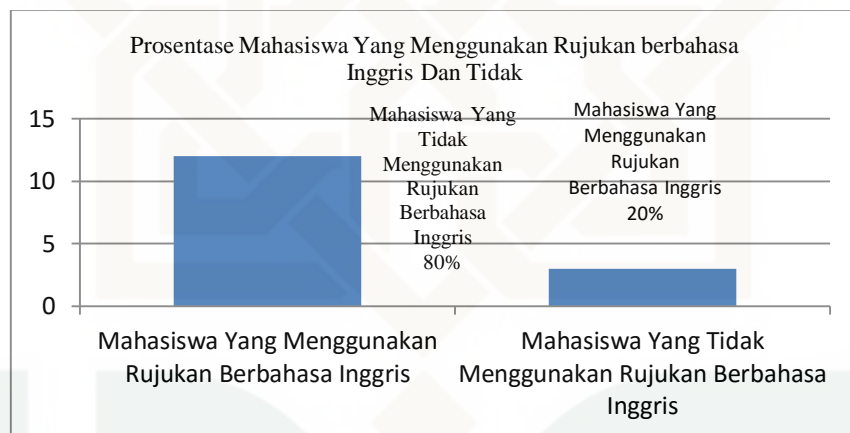 Prosentase Mahasiswa Yang Menggunakan Rujukan berbahasa
Inggris Dan Tidak
15
10
5
0
Mahasiswa Yang
Tidak
Menggunakan
Rujukan
Berbahasa
Inggris
80%
Mahasiswa Yang
Menggunakan
Rujukan
Berbahasa Inggris
20%
Mahasiswa Yang Menggunakan
Rujukan Berbahasa Inggris
Mahasiswa Yang Tidak
Menggunakan Rujukan Berbahasa
Inggris